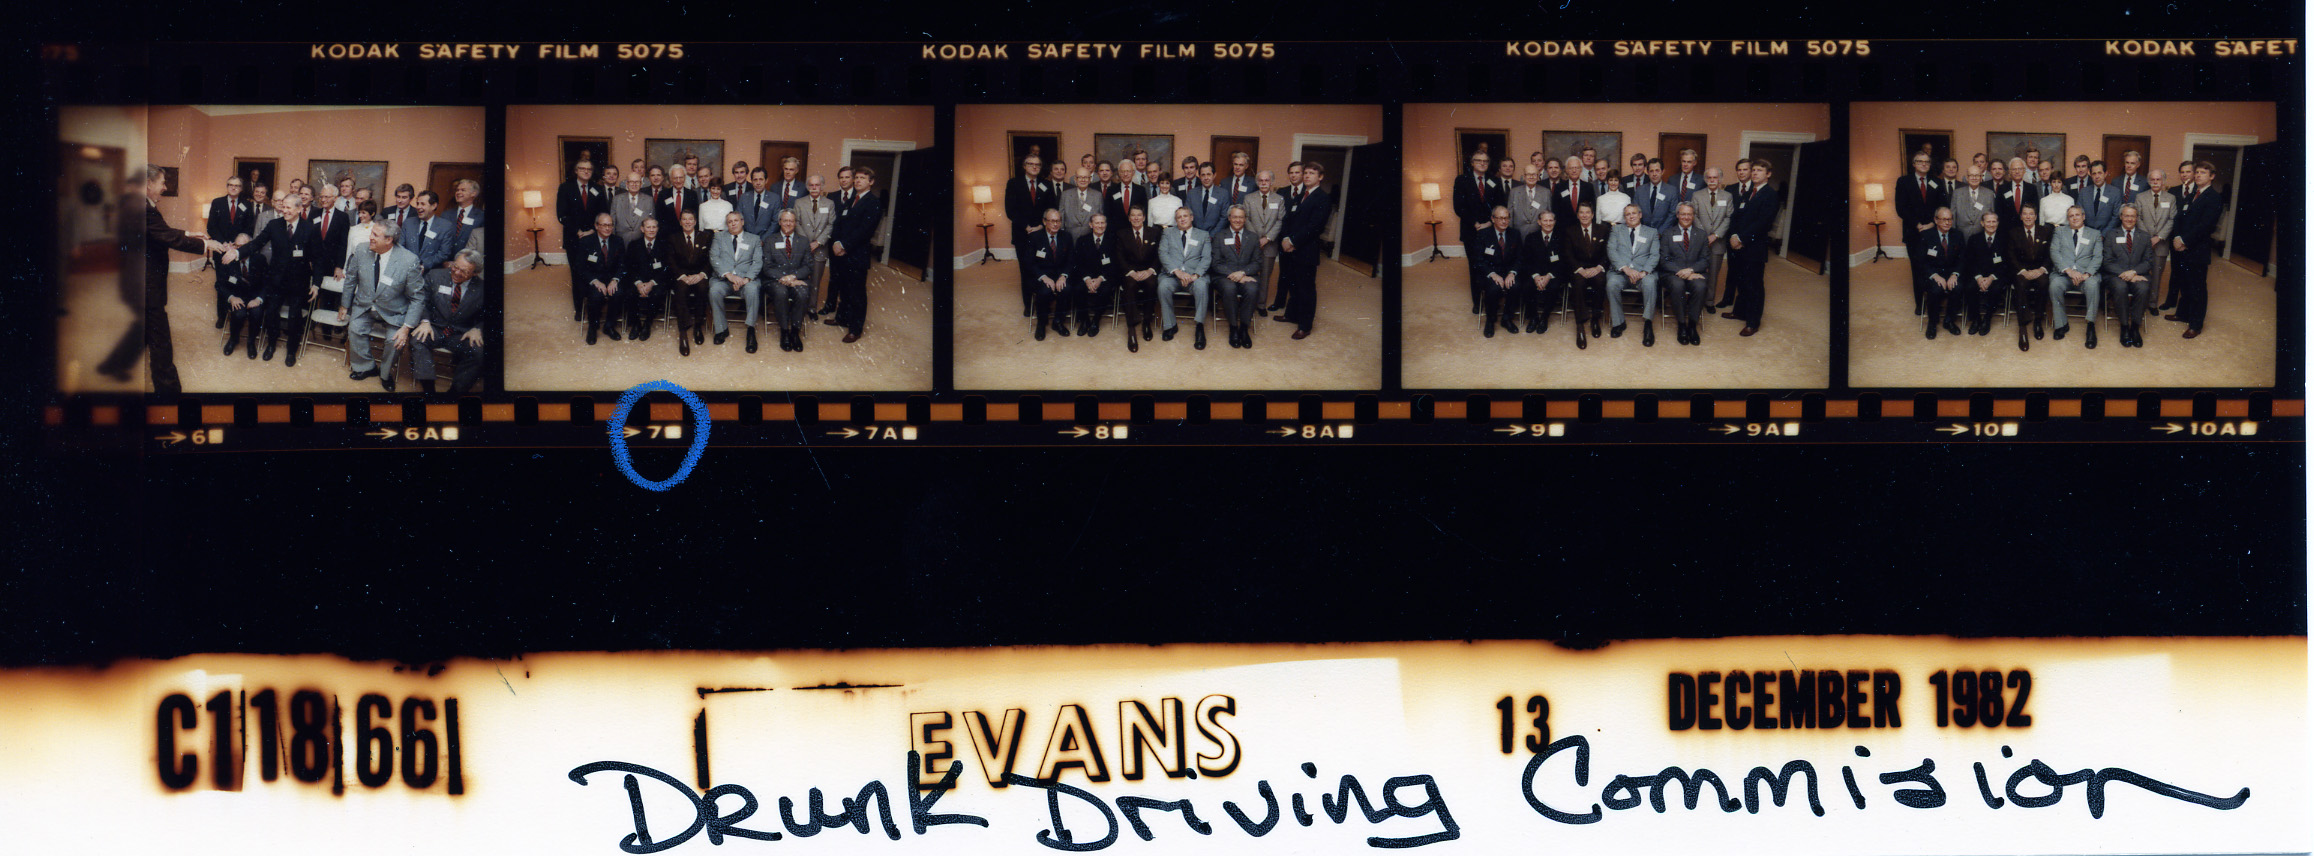 KODAK SAFETY FILM 5075 KODAK SAFETY FILM 5075 KODAK SAFETY FILM 5075 KODAK SAFET
→6 →6A →7 →7A →8 →8A →9 →9A →10 →10A
C11866 EVANS 13 DECEMBER 1982
Drunk Driving Commision